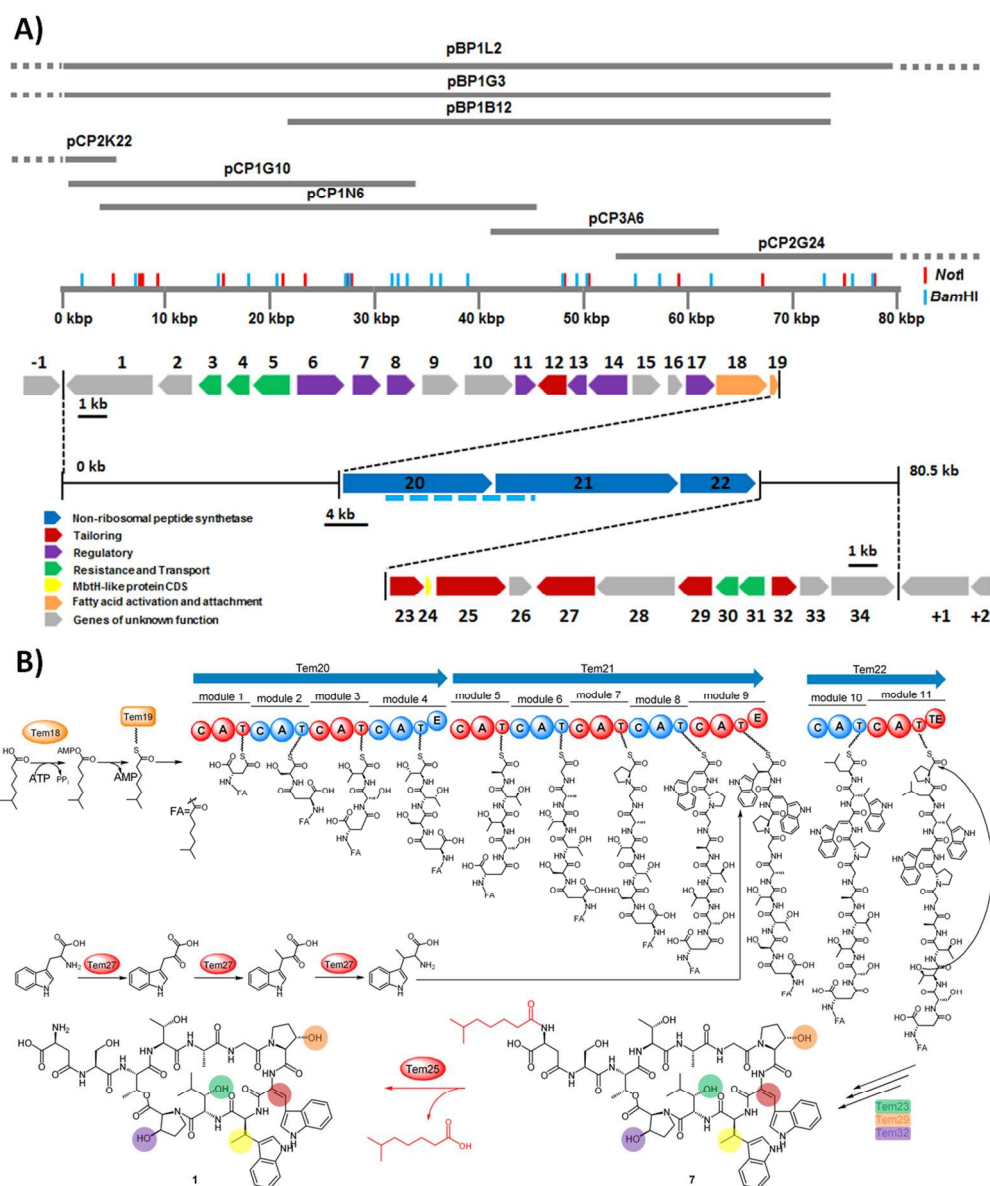 A)
pBP1L2
pBP1G3
pBP1B12
pCP2K22
pCP1G10
pCP1N6
pCP3A6
pCP2G24
NotI
BamHI
0 kbp 10 kbp 20 kbp 30 kbp 40 kbp 50 kbp 60 kbp 70 kbp 80 kbp
-1 1 2 3 4 5 6 7 8 9 10 11 12 13 14 15 16 17 18 19
1 kb
0 kb 20 21 22 80.5 kb
4 kb
Non-ribosomal peptide synthetase
Tailoring
Regulatory
Resistance and Transport
MbtH-like protein CDS
Fatty acid activation and attachment
Genes of unknown function
1 kb
23 24 25 26 27 28 29 30 31 32 33 34 +1 +2
B)
Tem20 Tem21 Tem22
module 1 module 2 module 3 module 4 module 5 module 6 module 7 module 8 module 9 module 10 module 11
C A T C A T C A T C A T E C A T C A T C A T C A T C A T E C A T C A T TE
Tem19
Tem18
ATP PPi AMP
FA=
Tem27 Tem27 Tem27
Tem25
Tem23
Tem29
Tem32
1 7